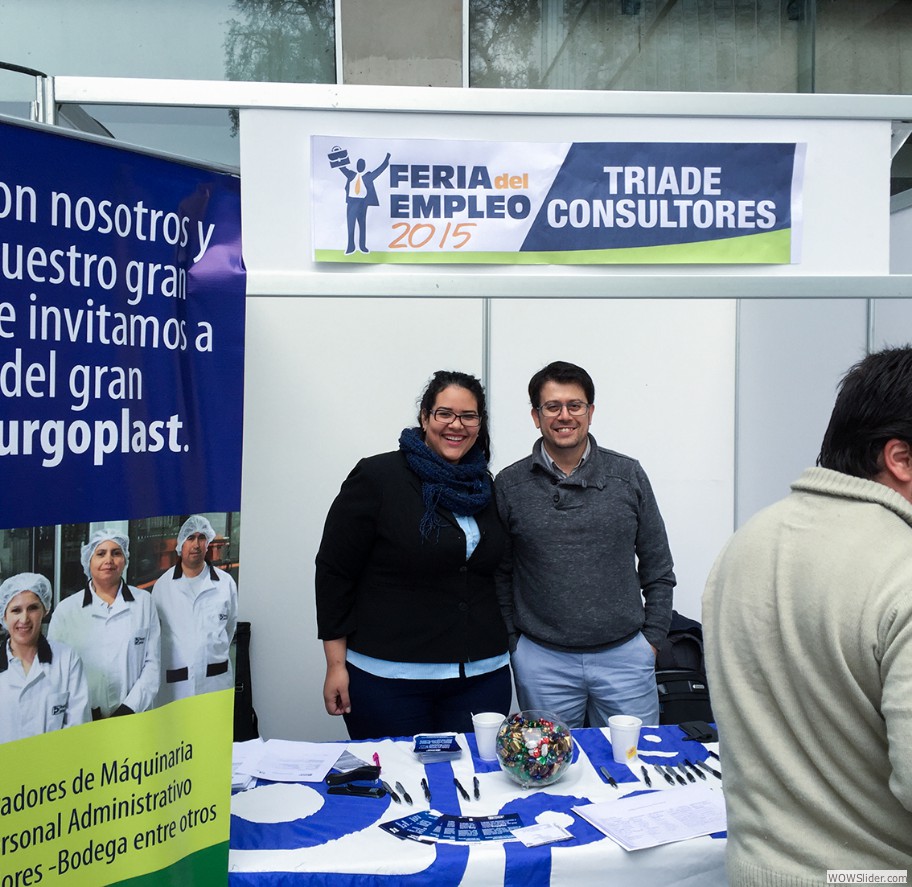 FERIA del
EMPLEO
2015
TRIADE
CONSULTORES
on nosotros y
uestro gran
e invitamos a
del gran
urgoplast.
adores de Máquinaria
rsonal Administrativo
ores -Bodega entre otros
WOWSlider.com